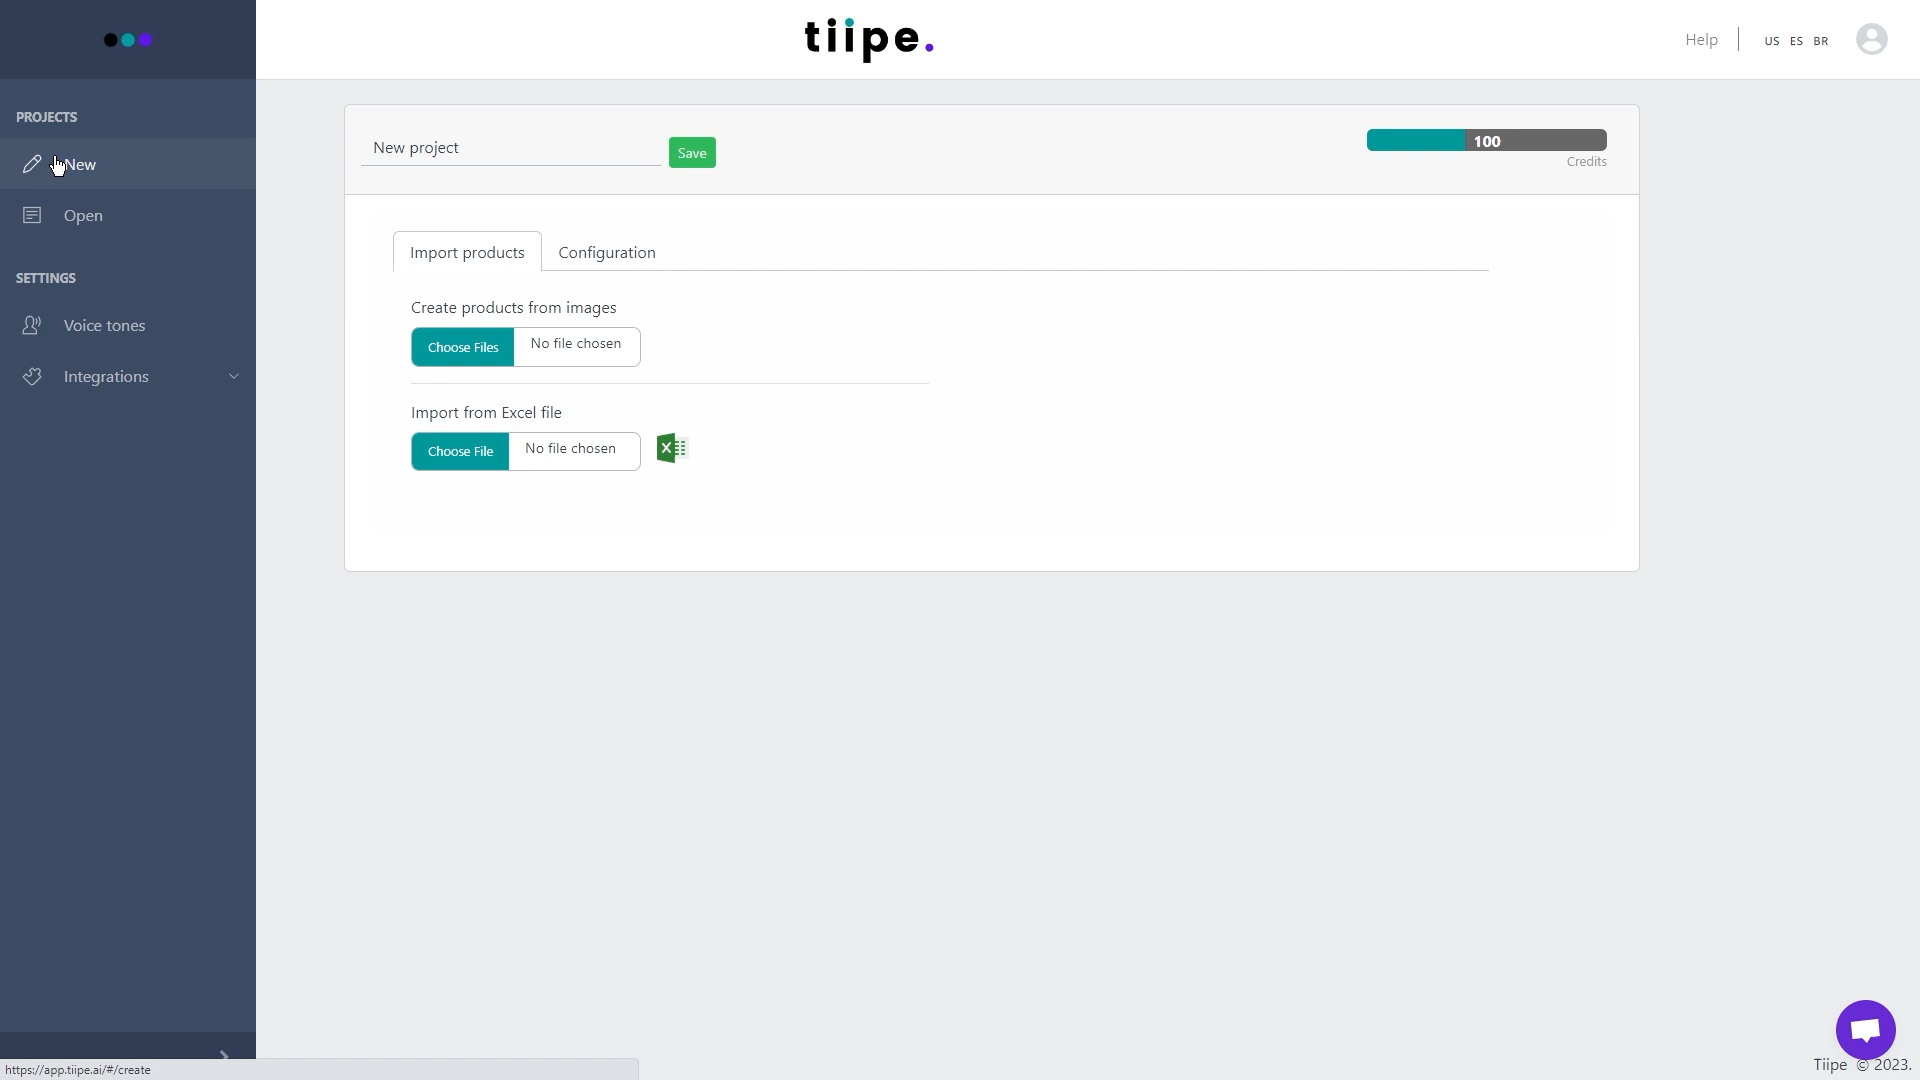 tiipe.
Help
US ES BR
PROJECTS
New
Open
SETTINGS
Voice tones
Integrations
New project
Save
100
Credits
Import products
Configuration
Create products from images
Choose Files
No file chosen
Import from Excel file
Choose File
No file chosen
X
Tiipe © 2023.
https://app.tiipe.ai/#/create